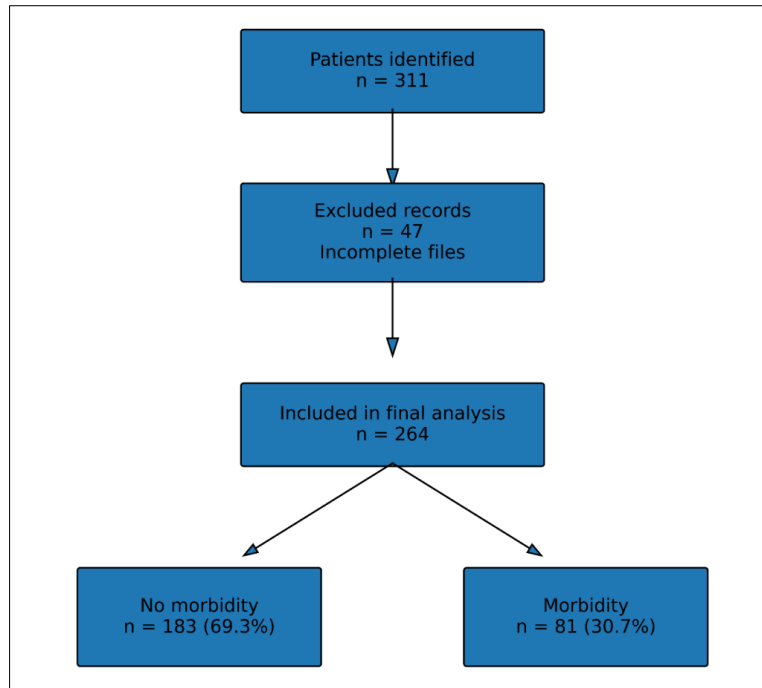 Patients identified
n = 311
Excluded records
n = 47
Incomplete files
Included in final analysis
n = 264
No morbidity
n = 183 (69.3%)
Morbidity
n = 81 (30.7%)